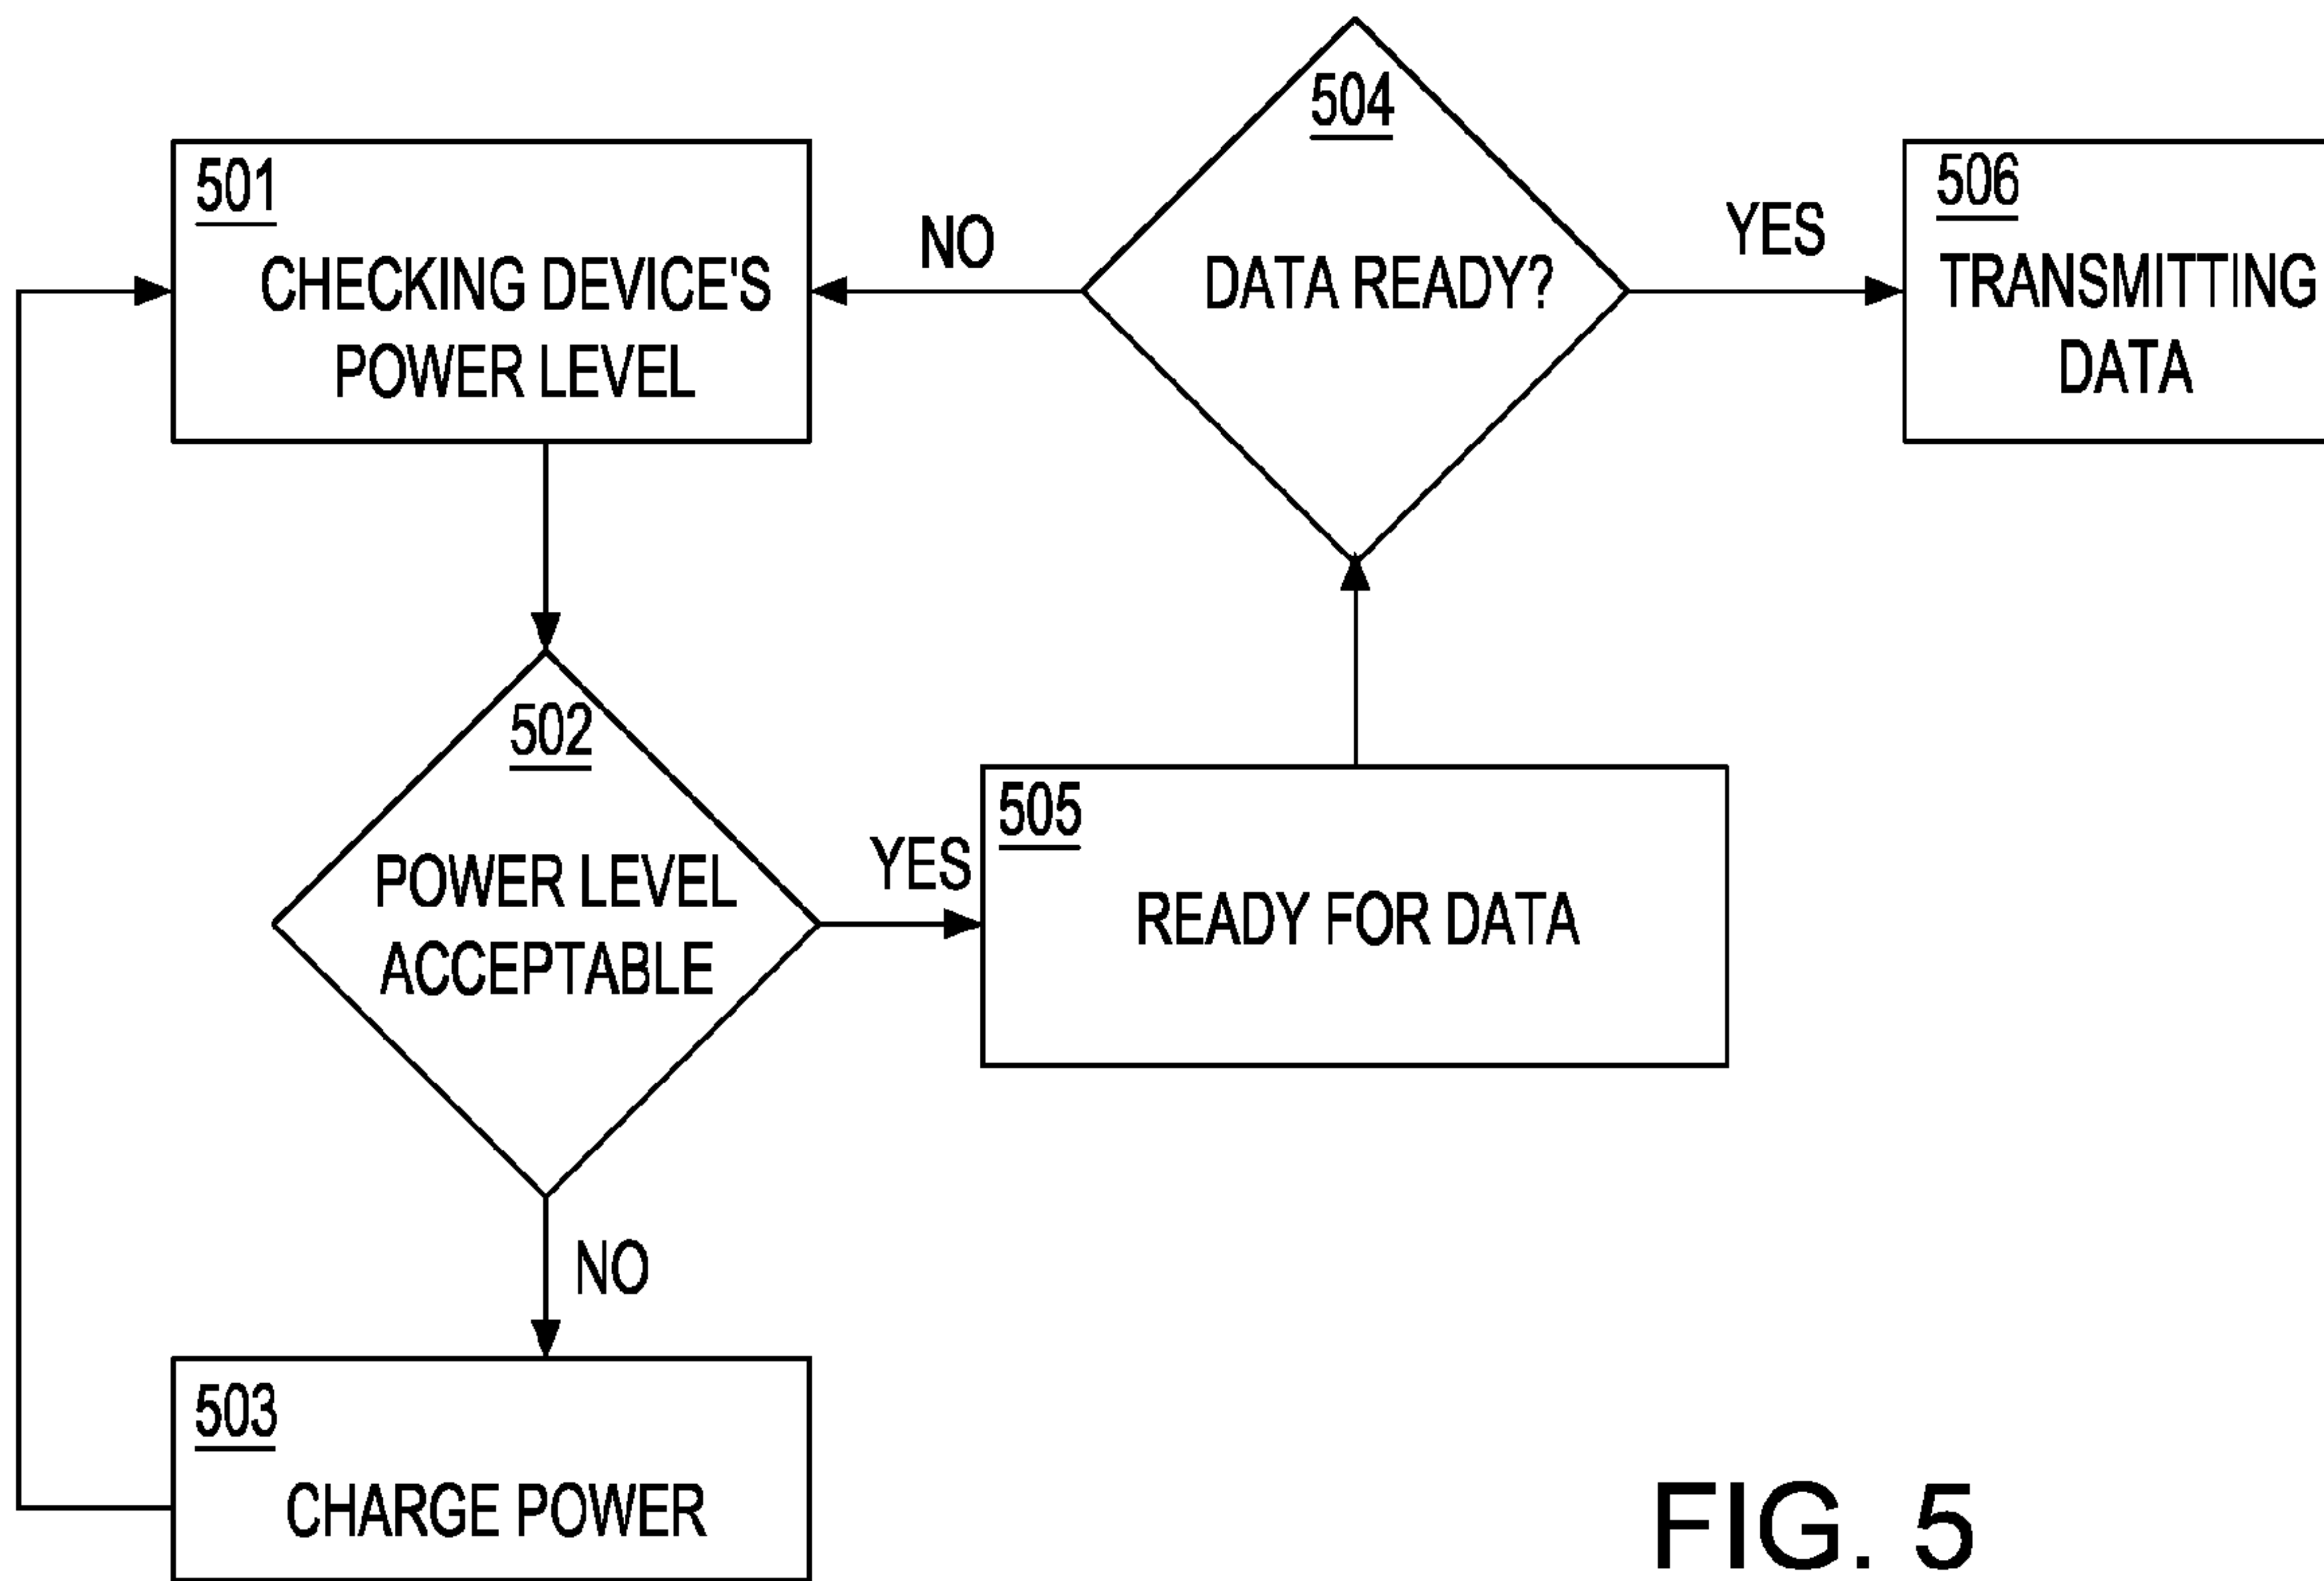 501
CHECKING DEVICE'S
POWER LEVEL
NO
504
DATA READY?
YES
506
TRANSMITTING
DATA
502
POWER LEVEL
ACCEPTABLE
YES
505
READY FOR DATA
NO
503
CHARGE POWER
FIG. 5